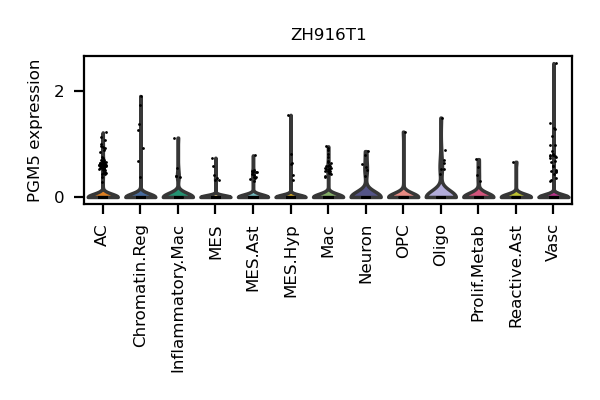 ZH916T1
PGM5 expression
2
0
AC
Chromatin.Reg
Inflammatory.Mac
MES
MES.Ast
MES.Hyp
Mac
Neuron
OPC
Oligo
Prolif.Metab
Reactive.Ast
Vasc